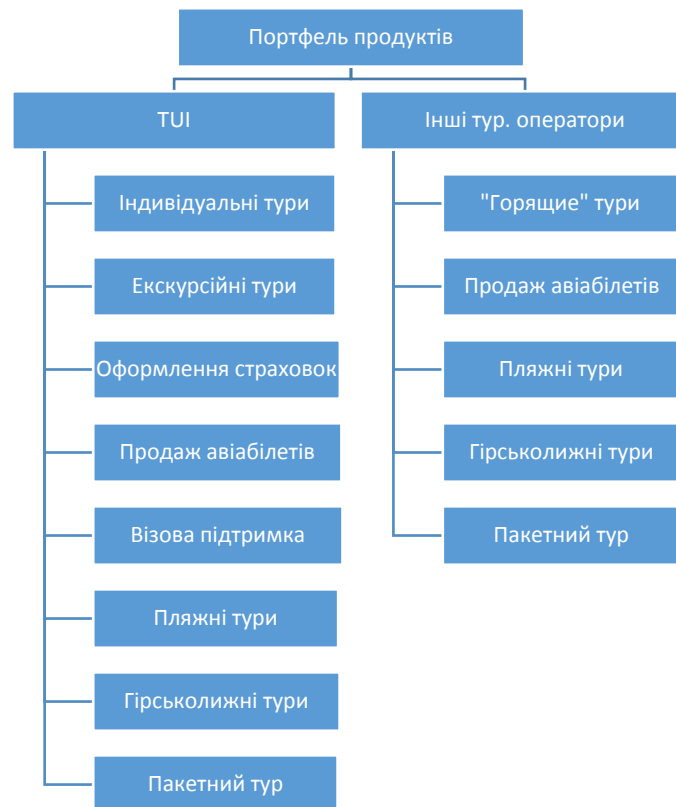 Портфель продуктів
TUI
Індивідуальні тури
Екскурсійні тури
Оформлення страховок
Продаж авіабілетів
Візова підтримка
Пляжні тури
Гірськолижні тури
Пакетний тур
Інші тур. оператори
"Горящие" тури
Продаж авіабілетів
Пляжні тури
Гірськолижні тури
Пакетний тур